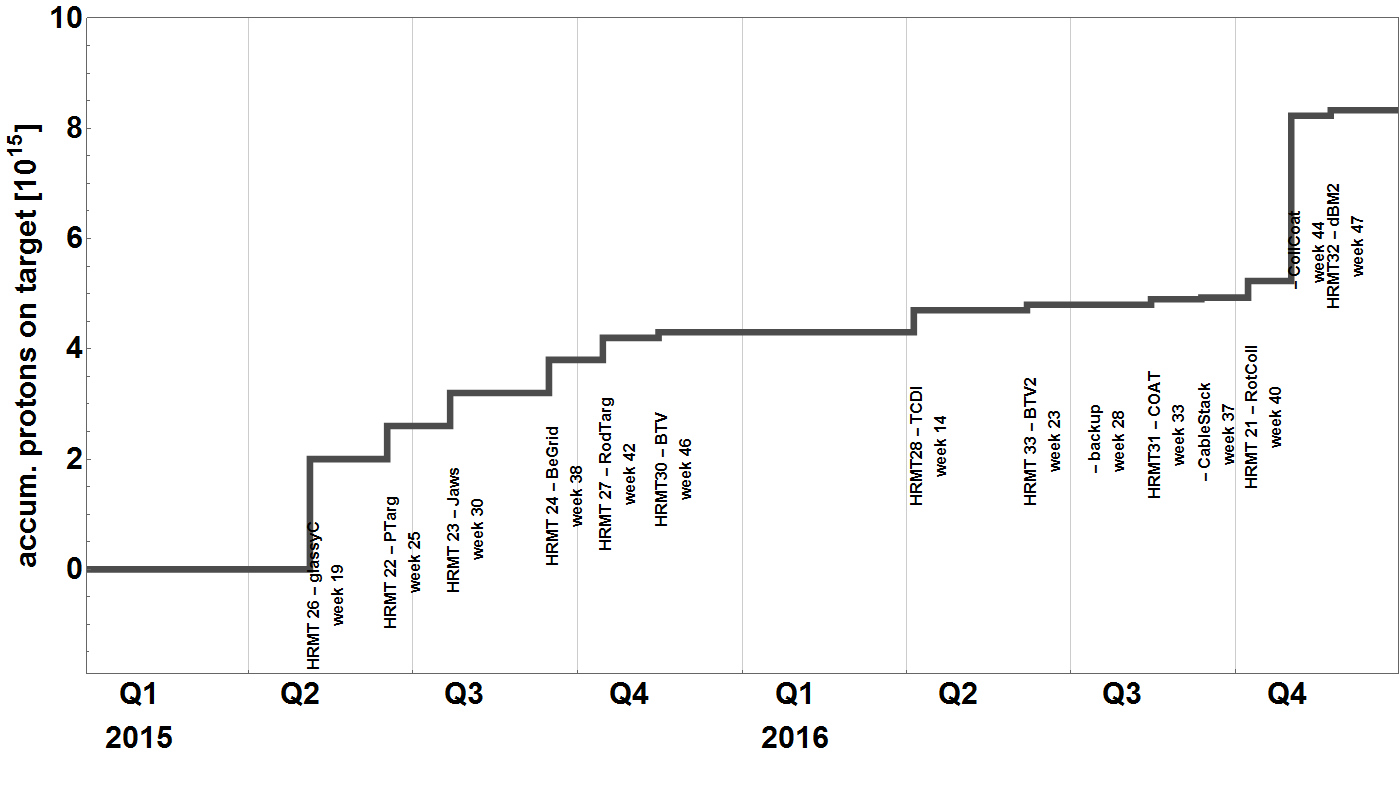 accum. protons on target [10^15]
10
8
6
4
2
0
HRMT 26 – glassyC
week 19
HRMT 22 – PTarg
week 25
HRMT 23 – Jaws
week 30
HRMT 24 – BeGrid
week 38
HRMT 27 – RodTarg
week 42
HRMT30 – BTV
week 46
HRMT28 – TCDI
week 14
HRMT 33 – BTV2
week 23
– backup
week 28
HRMT31 – COAT
week 33
– CableStack
week 37
HRMT 21 – RotColl
week 40
– CollCoat
week 44
HRMT32 – dBM2
week 47
Q1 Q2 Q3 Q4 Q1 Q2 Q3 Q4
2015 2016